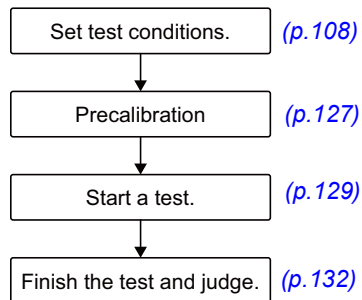 Set test conditions. (p.108)
Precalibration (p.127)
Start a test. (p.129)
Finish the test and judge. (p.132)